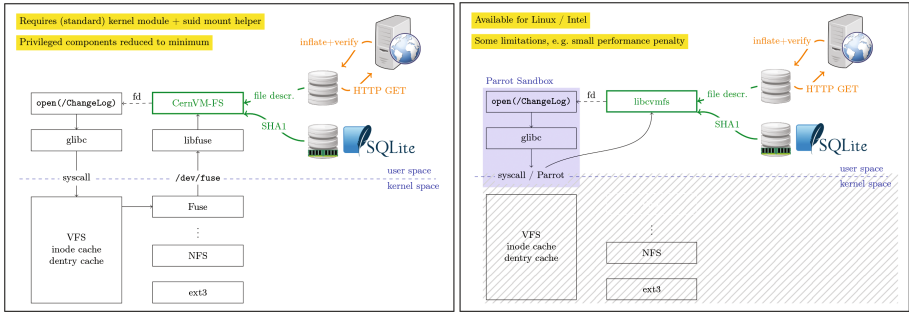 Requires (standard) kernel module + suid mount helper
Privileged components reduced to minimum
inflate+verify
HTTP GET
open(/ChangeLog)
fd
CernVM-FS
file descr.
SHA1
glibc
libfuse
SQLite
syscall
/dev/fuse
user space
kernel space
VFS
inode cache
dentry cache
Fuse
⋮
NFS
ext3
Available for Linux / Intel
Some limitations, e.g. small performance penalty
inflate+verify
HTTP GET
Parrot Sandbox
open(/ChangeLog)
fd
libcvmfs
file descr.
SHA1
glibc
SQLite
syscall / Parrot
user space
kernel space
VFS
inode cache
dentry cache
⋮
NFS
ext3